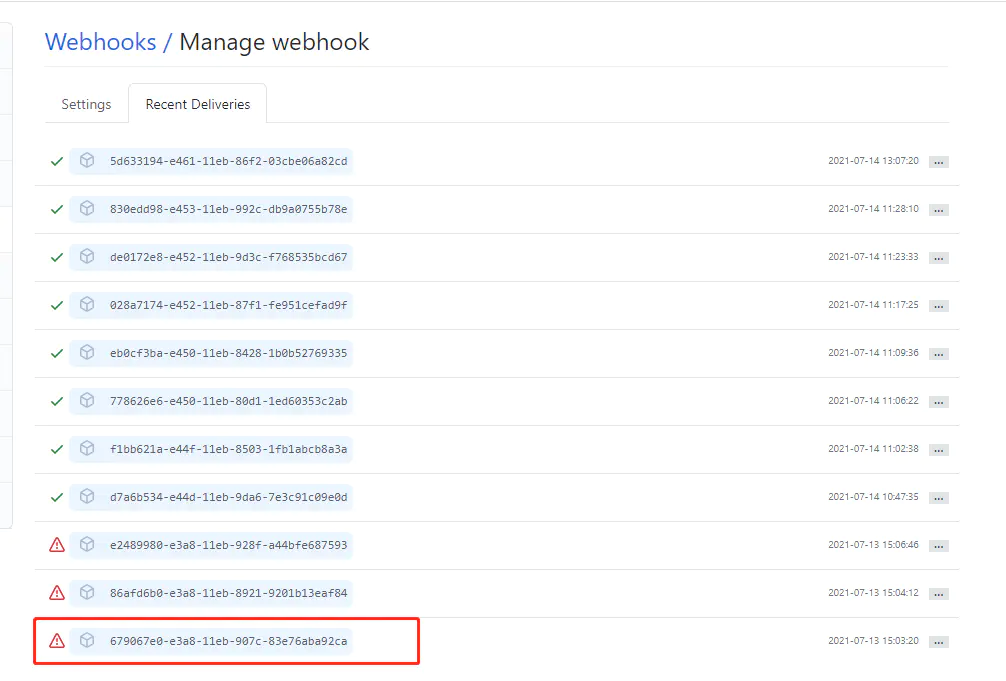 Webhooks / Manage webhook
Settings Recent Deliveries
5d633194-e461-11eb-86f2-03cbe06a82cd 2021-07-14 13:07:20 ...
830edd98-e453-11eb-992c-db9a0755b78e 2021-07-14 11:28:10 ...
de0172e8-e452-11eb-9d3c-f768535bcd67 2021-07-14 11:23:33 ...
028a7174-e452-11eb-87f1-fe951cefad9f 2021-07-14 11:17:25 ...
eb0cf3ba-e450-11eb-8428-1b0b52769335 2021-07-14 11:09:36 ...
778626e6-e450-11eb-80d1-1ed60353c2ab 2021-07-14 11:06:22 ...
f1bb621a-e44f-11eb-8503-1fb1abcb8a3a 2021-07-14 11:02:38 ...
d7a6b534-e44d-11eb-9da6-7e3c91c09e0d 2021-07-14 10:47:35 ...
e2489980-e3a8-11eb-928f-a44bfe687593 2021-07-13 15:06:46 ...
86afd6b0-e3a8-11eb-8921-9201b13eaf84 2021-07-13 15:04:12 ...
679067e0-e3a8-11eb-907c-83e76aba92ca 2021-07-13 15:03:20 ...